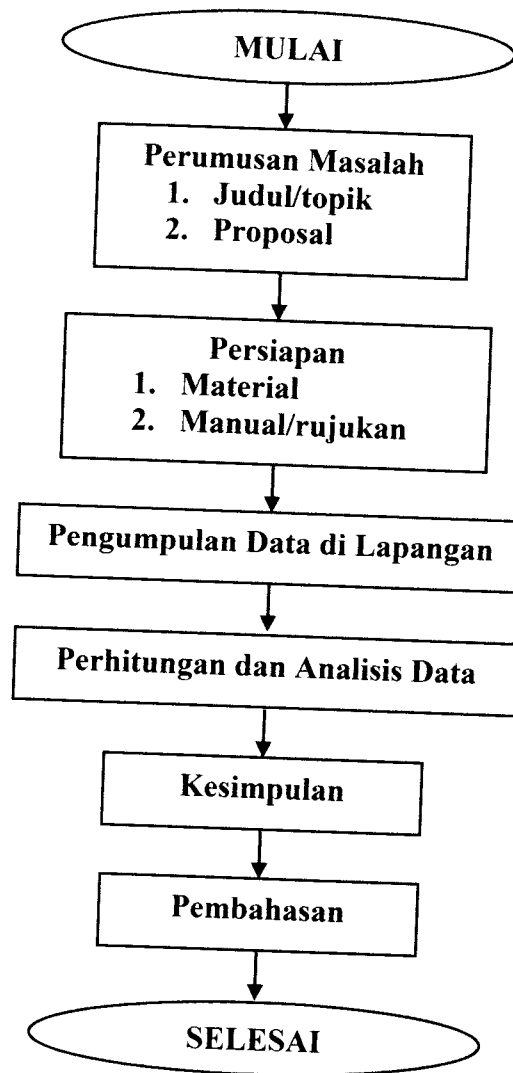 MULAI
Perumusan Masalah
1. Judul/topik
2. Proposal
Persiapan
1. Material
2. Manual/rujukan
Pengumpulan Data di Lapangan
Perhitungan dan Analisis Data
Kesimpulan
Pembahasan
SELESAI